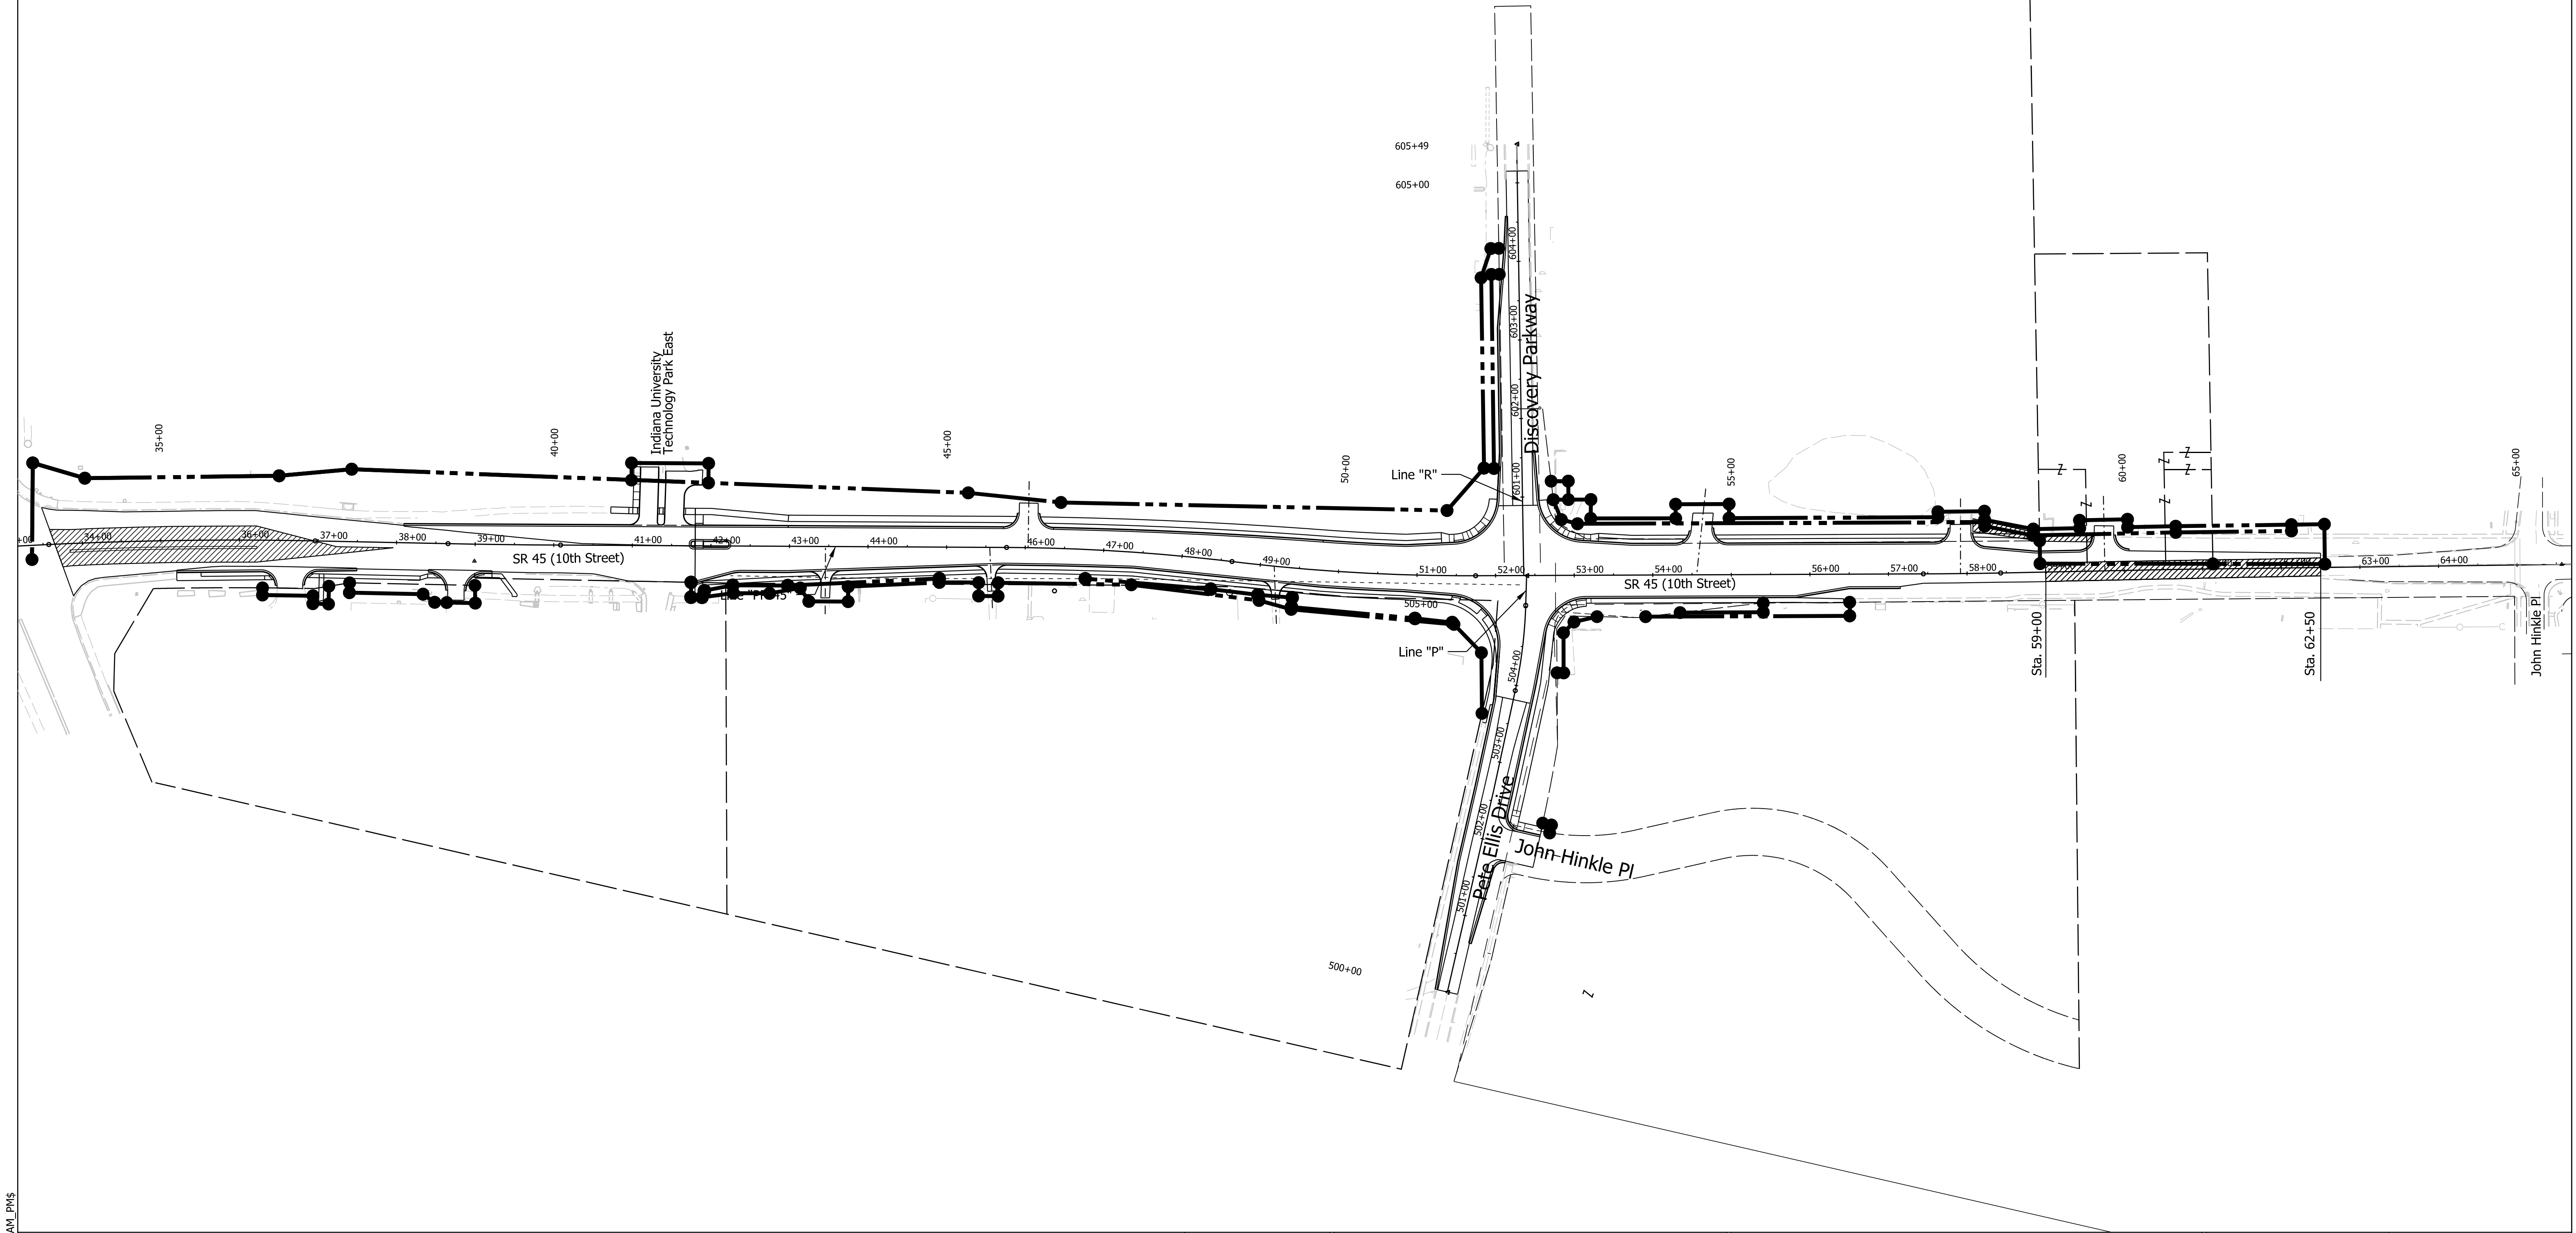 605+49
605+00
604+00
603+00
602+00
601+00
Discovery Parkway
Indiana University
Technology Park East
35+00
40+00
45+00
50+00
55+00
60+00
65+00
Line "R"
34+00
36+00
37+00
38+00
39+00
41+00
42+00
43+00
44+00
46+00
47+00
48+00
49+00
51+00
52+00
53+00
54+00
56+00
57+00
58+00
63+00
64+00
SR 45 (10th Street)
SR 45 (10th Street)
505+00
Line "P"
504+00
503+00
502+00
501+00
500+00
Pete Ellis Drive
John Hinkle Pl
Sta. 59+00
Sta. 62+50
John Hinkle Pl
Z
Z
Z
Z
Z
Z
Z
AM_PM$